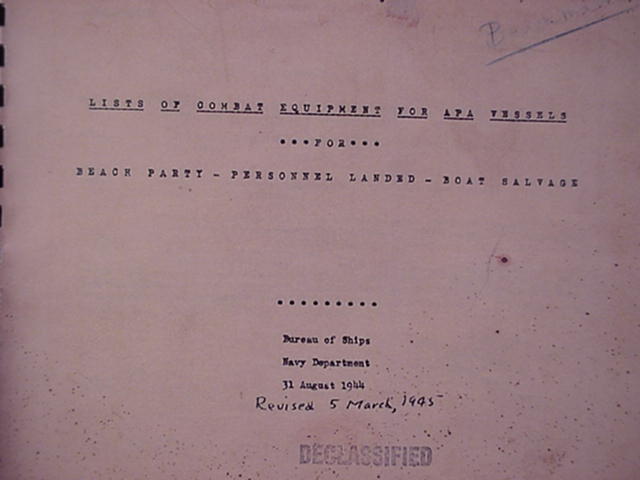 LISTS OF COMBAT EQUIPMENT FOR APA VESSELS
•••FOR•••
BEACH PARTY - PERSONNEL LANDED - BOAT SALVAGE
•••••••••
Bureau of Ships
Navy Department
31 August 1944
Revised 5 March, 1945
DECLASSIFIED